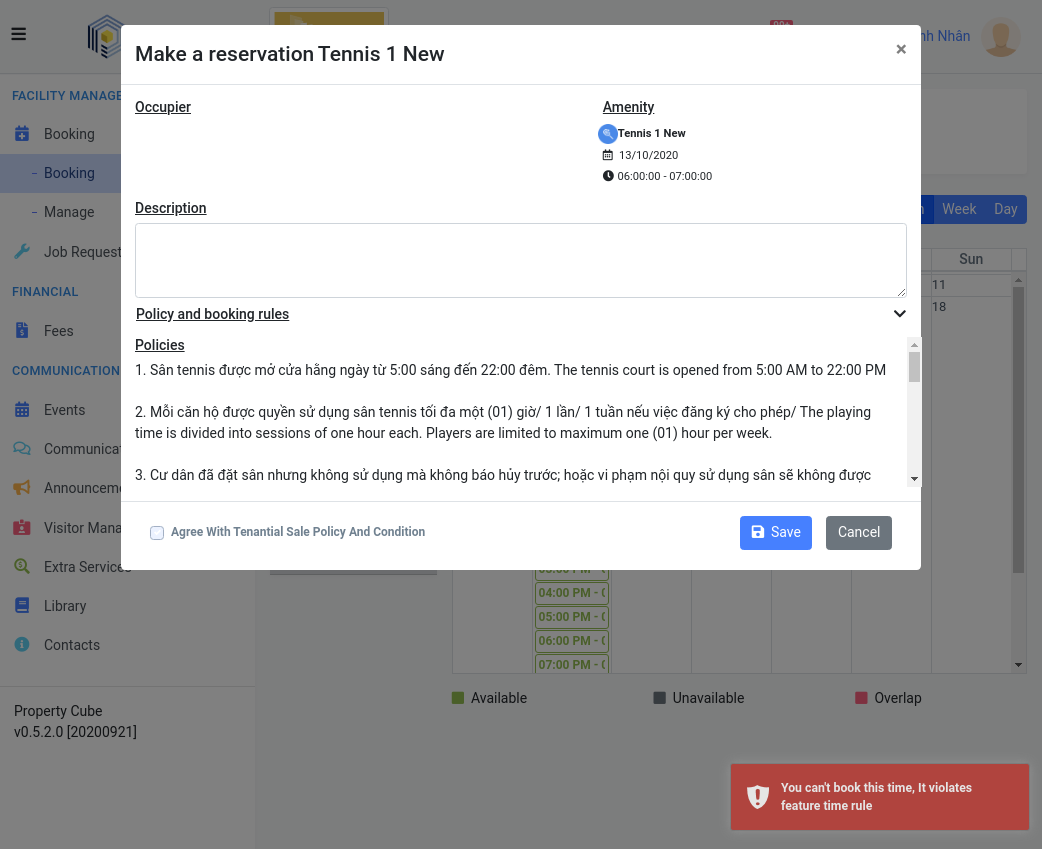 99+
nh Nhân
Make a reservation Tennis 1 New
×
FACILITY MANAGE
Booking
Booking
Manage
Job Request
FINANCIAL
Fees
COMMUNICATION
Events
Communicat
Announceme
Visitor Mana
Extra Services
Library
Contacts
Property Cube
v0.5.2.0 [20200921]
Occupier
Amenity
Tennis 1 New
13/10/2020
06:00:00 - 07:00:00
Description
Policy and booking rules
Policies
1. Sân tennis được mở cửa hằng ngày từ 5:00 sáng đến 22:00 đêm. The tennis court is opened from 5:00 AM to 22:00 PM
2. Mỗi căn hộ được quyền sử dụng sân tennis tối đa một (01) giờ/ 1 lần/ 1 tuần nếu việc đăng ký cho phép/ The playing
time is divided into sessions of one hour each. Players are limited to maximum one (01) hour per week.
3. Cư dân đã đặt sân nhưng không sử dụng mà không báo hủy trước; hoặc vi phạm nội quy sử dụng sân sẽ không được
Agree With Tenantial Sale Policy And Condition
Save
Cancel
Week
Day
Sun
11
18
04:00 PM - (
05:00 PM - (
06:00 PM - (
07:00 PM - (
Available
Unavailable
Overlap
You can't book this time, It violates
feature time rule